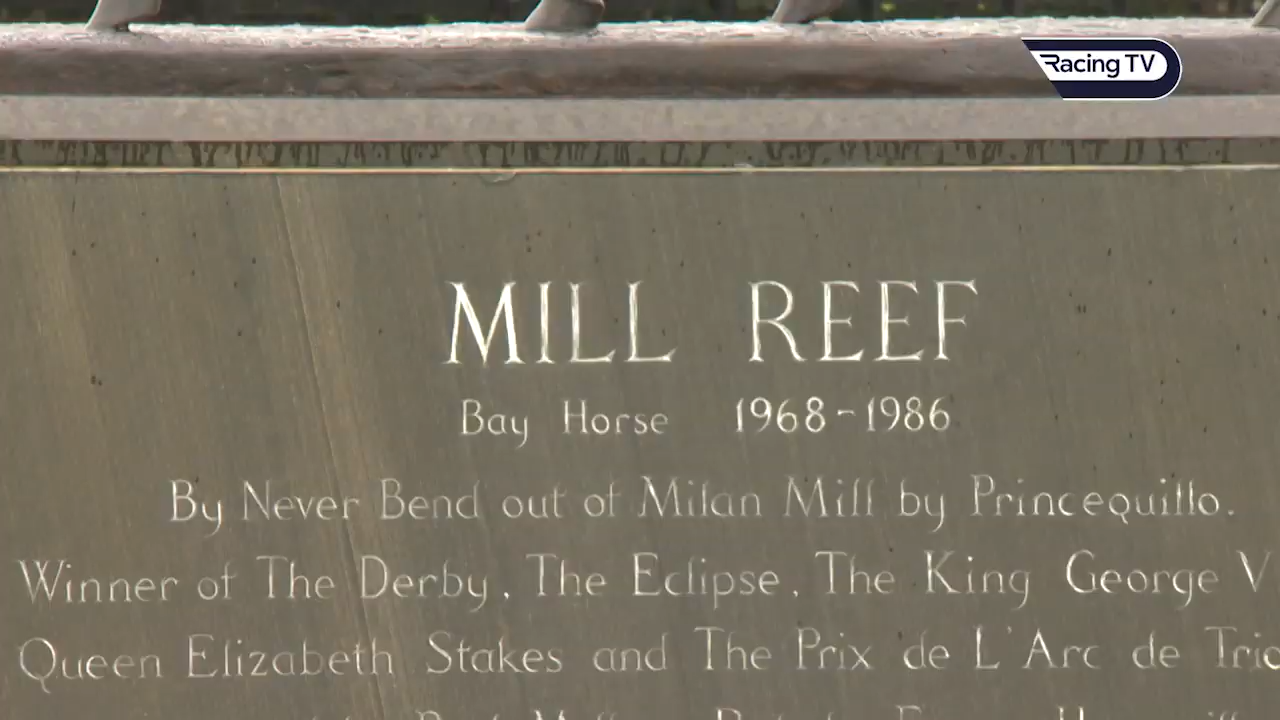 Racing TV
MILL REEF
Bay Horse 1968-1986
By Never Bend out of Milan Mill by Princequillo.
Winner of The Derby, The Eclipse, The King George V
Queen Elizabeth Stakes and The Prix de L'Arc de Trio